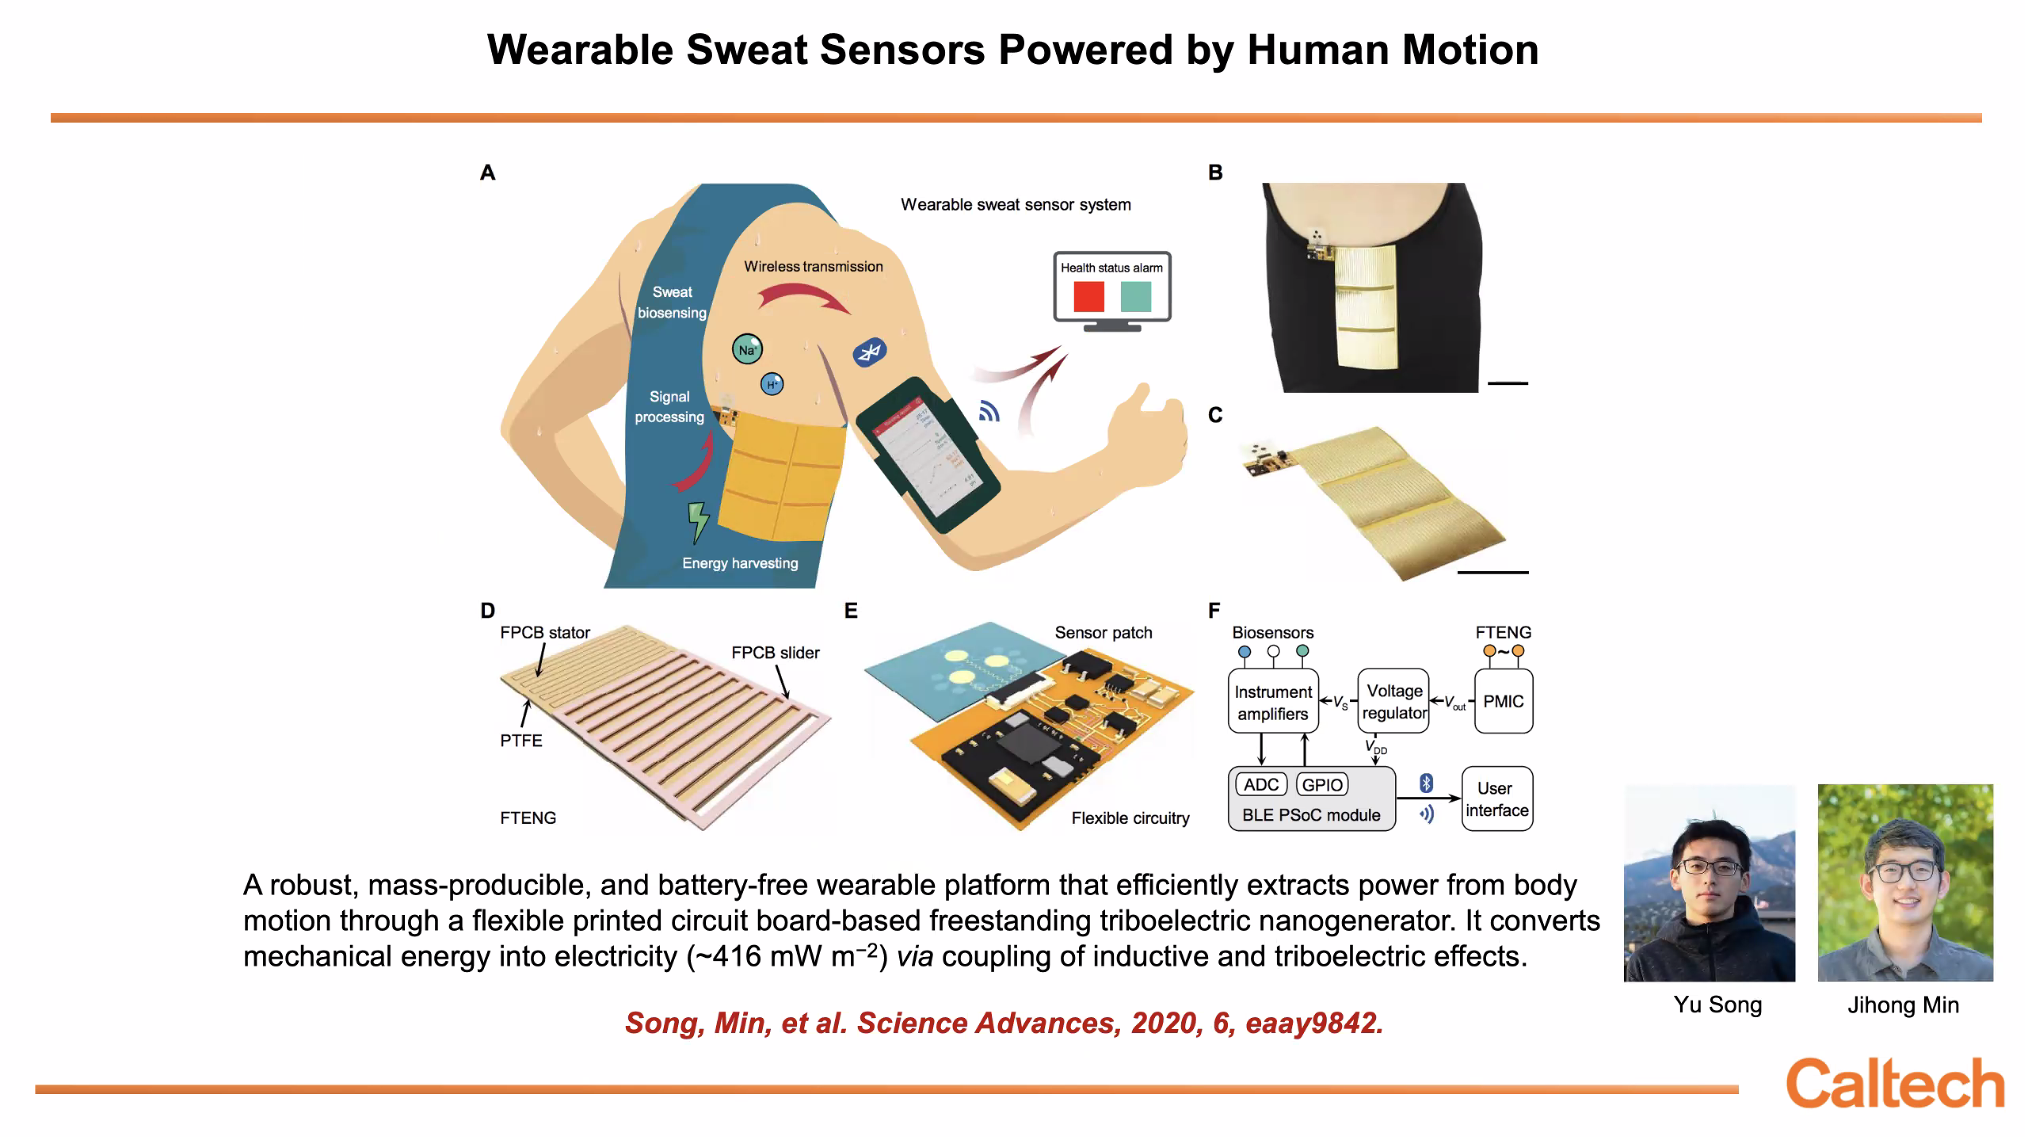 Wearable Sweat Sensors Powered by Human Motion
A
Wearable sweat sensor system
Wireless transmission
Health status alarm
Sweat
biosensing
Na⁺
H⁺
Signal
processing
Energy harvesting
B
C
D
FPCB stator
FPCB slider
PTFE
FTENG
E
Sensor patch
Flexible circuitry
F
Biosensors
FTENG
~
Instrument
amplifiers
VS
Voltage
regulator
Vout
PMIC
VDD
ADC
GPIO
BLE PSoC module
User
interface
A robust, mass-producible, and battery-free wearable platform that efficiently extracts power from body
motion through a flexible printed circuit board-based freestanding triboelectric nanogenerator. It converts
mechanical energy into electricity (~416 mW m⁻²) via coupling of inductive and triboelectric effects.
Song, Min, et al. Science Advances, 2020, 6, eaay9842.
Yu Song
Jihong Min
Caltech